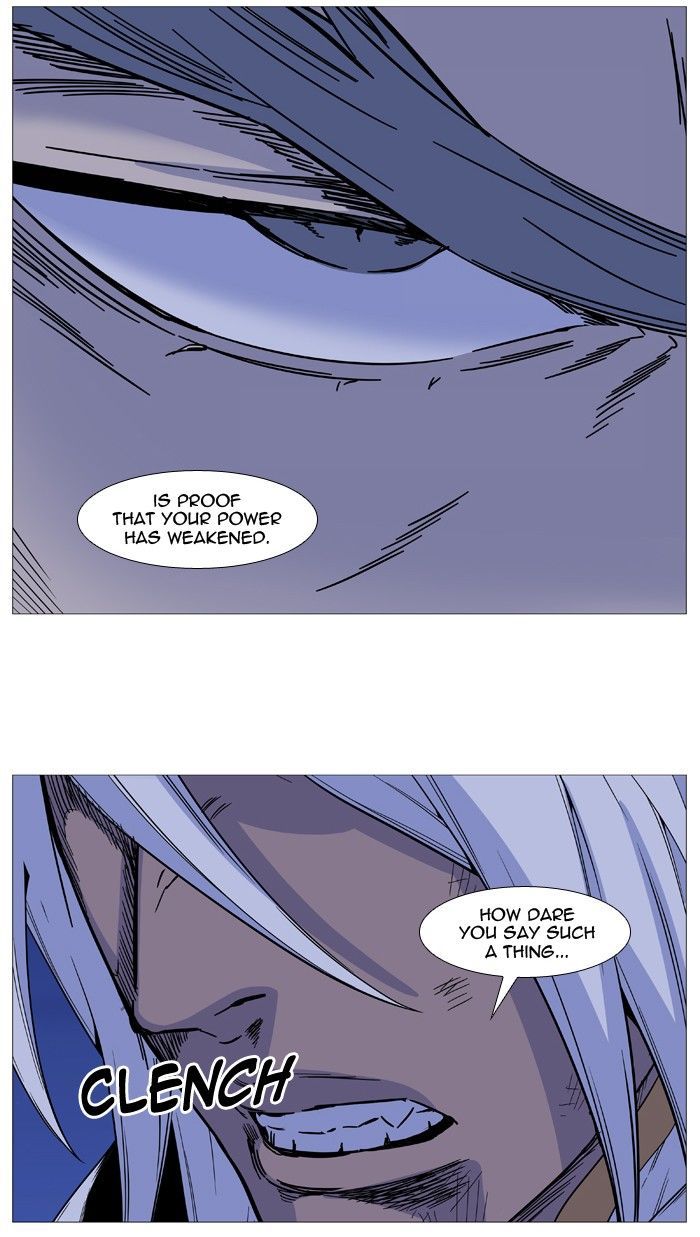 IS PROOF
THAT YOUR POWER
HAS WEAKENED.
HOW DARE
YOU SAY SUCH
A THING...
CLENCH